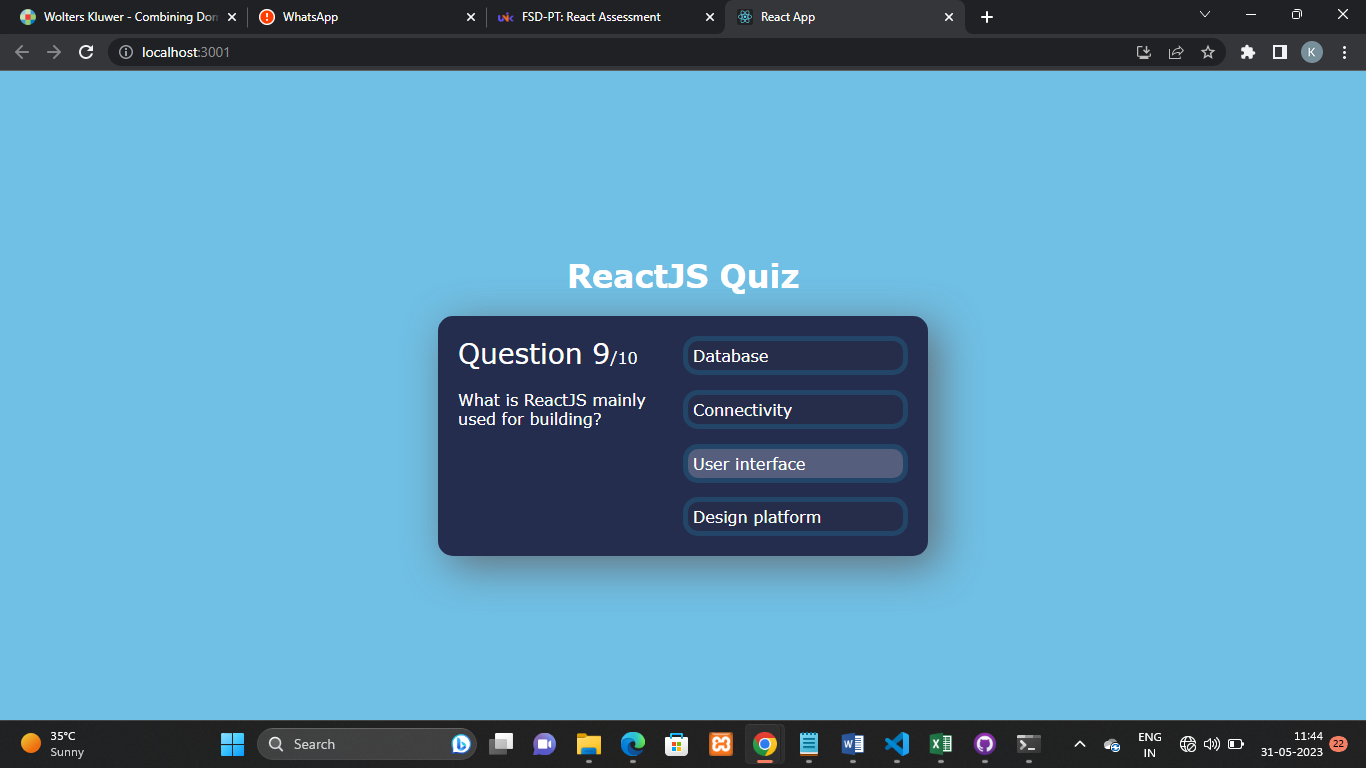 Wolters Kluwer - Combining Dom
WhatsApp
FSD-PT: React Assessment
React App
localhost:3001
K
ReactJS Quiz
Question 9/10
What is ReactJS mainly
used for building?
Database
Connectivity
User interface
Design platform
35°C
Sunny
Search
ENG
IN
11:44
31-05-2023
22